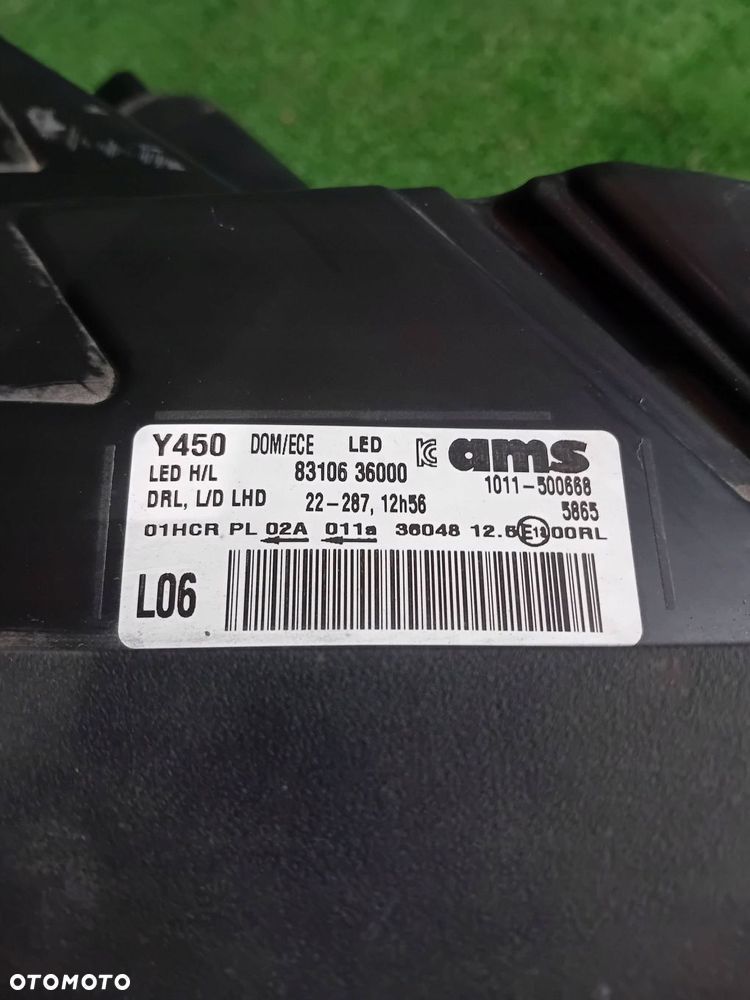 Y450 DOM/ECE LED ams
LED H/L 83106 36000 1011-500668
DRL, L/D LHD 22-287, 12h56 5865
01HCR PL 02A 011a 36048 12.5 00RL
L06
OTOMOTO